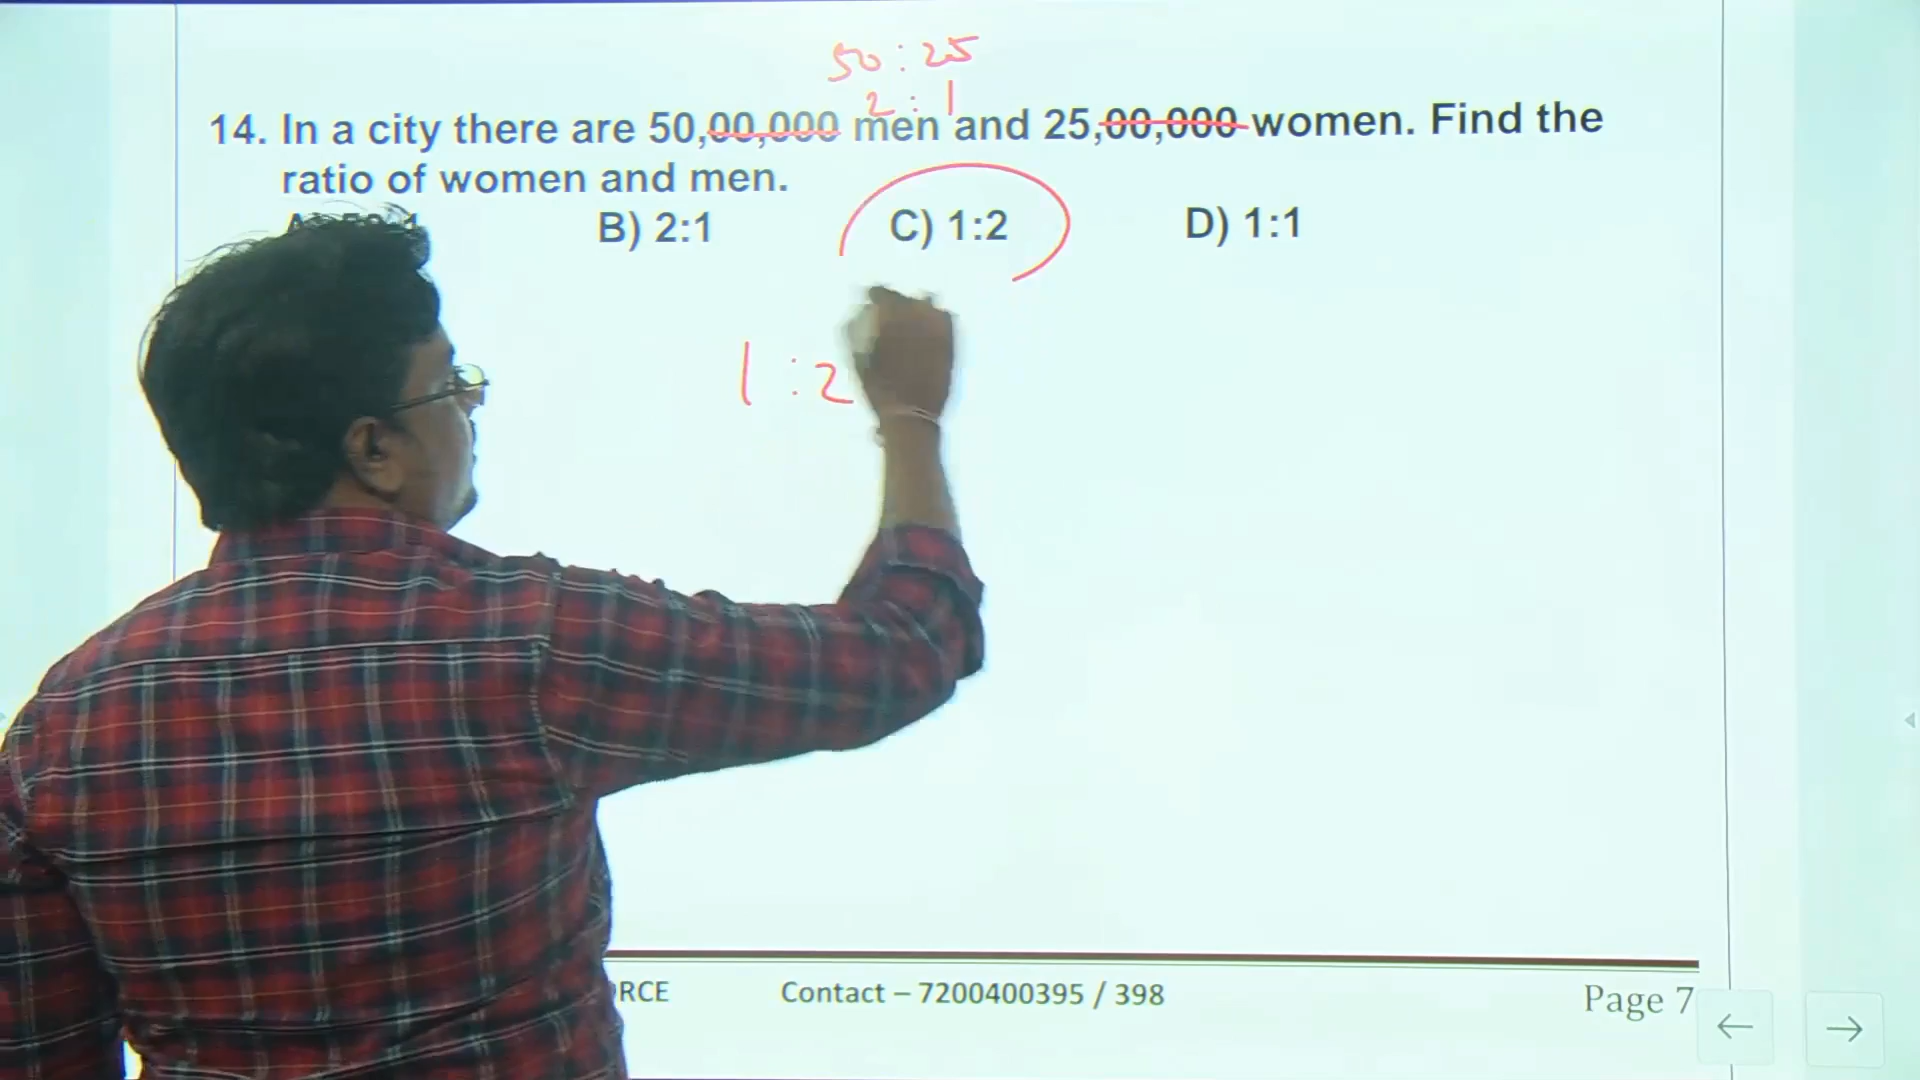 50 : 25
2 : 1
14. In a city there are 50,00,000 men and 25,00,000 women. Find the
ratio of women and men.
B) 2:1 C) 1:2 D) 1:1
1 : 2
RCE Contact – 7200400395 / 398 Page 7